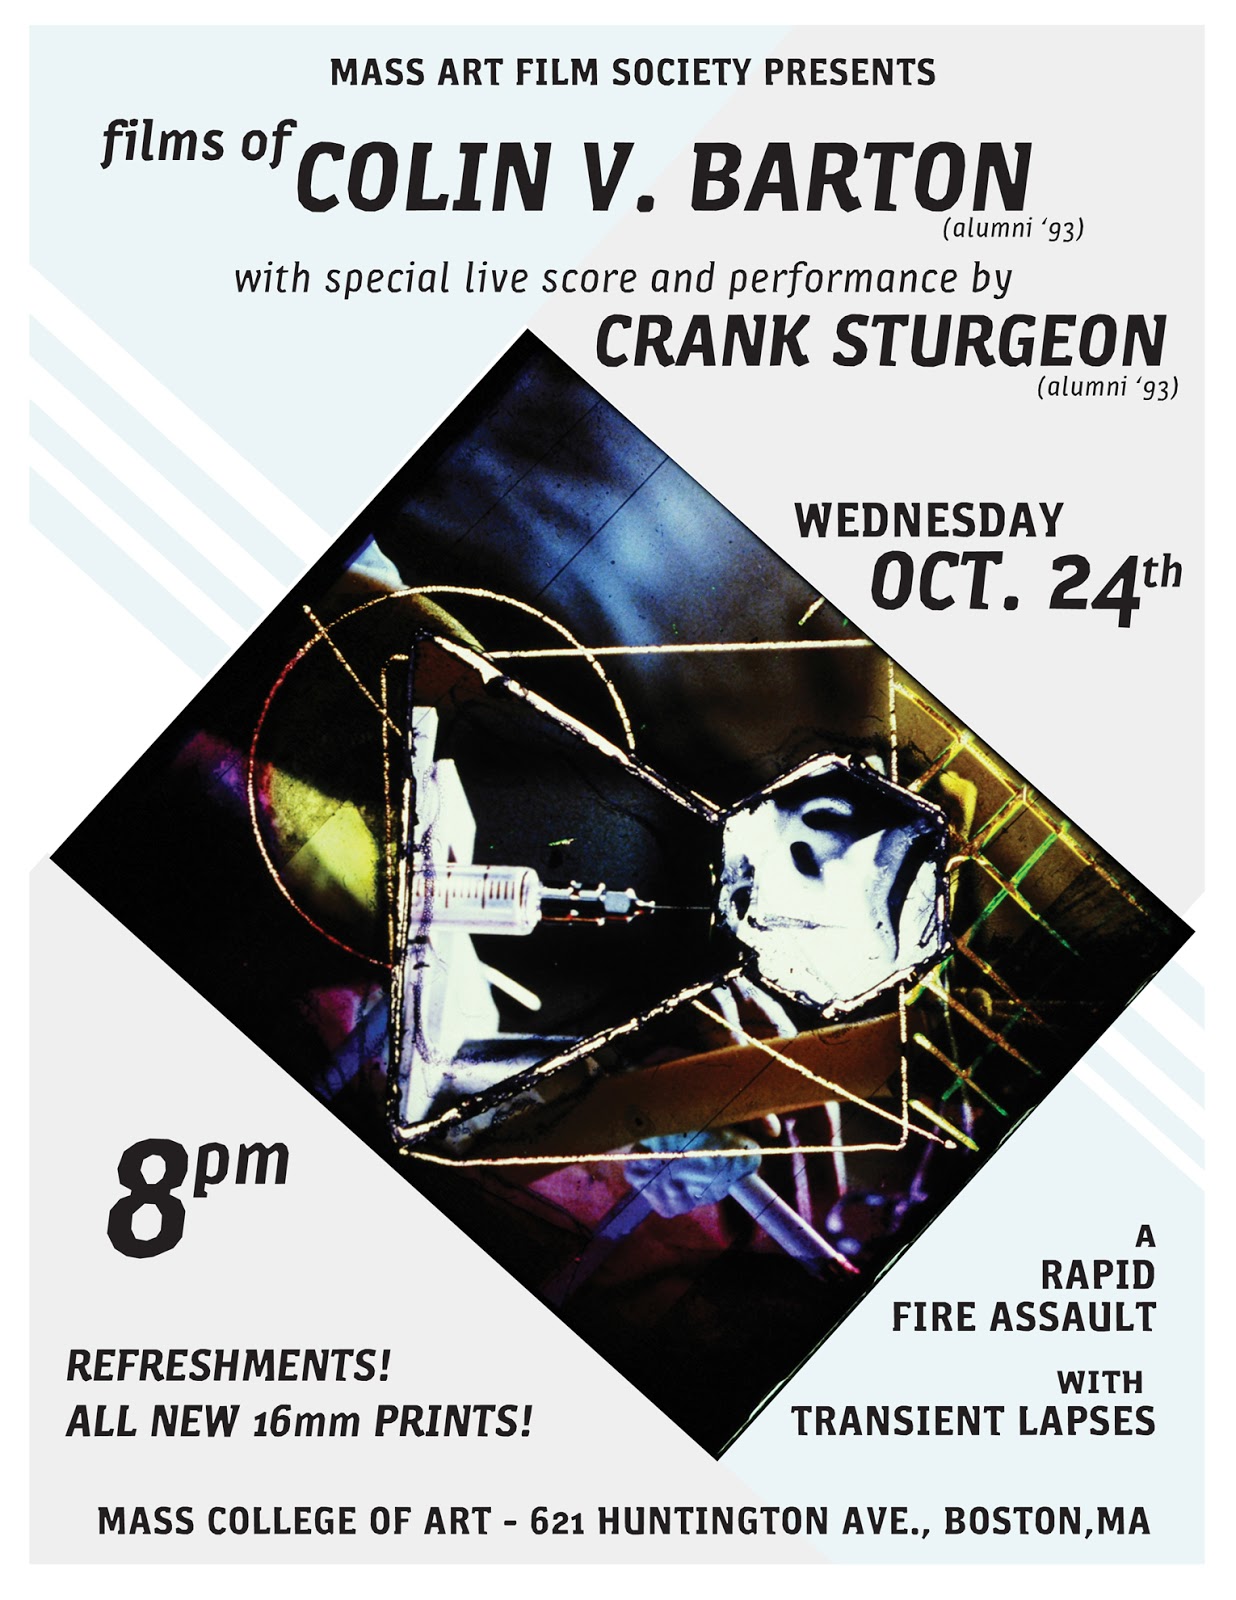 MASS ART FILM SOCIETY PRESENTS
films of COLIN V. BARTON
(alumni ‘93)
with special live score and performance by
CRANK STURGEON
(alumni ‘93)
WEDNESDAY
OCT. 24th
8pm
A
RAPID
FIRE ASSAULT
WITH
TRANSIENT LAPSES
REFRESHMENTS!
ALL NEW 16mm PRINTS!
MASS COLLEGE OF ART - 621 HUNTINGTON AVE., BOSTON,MA